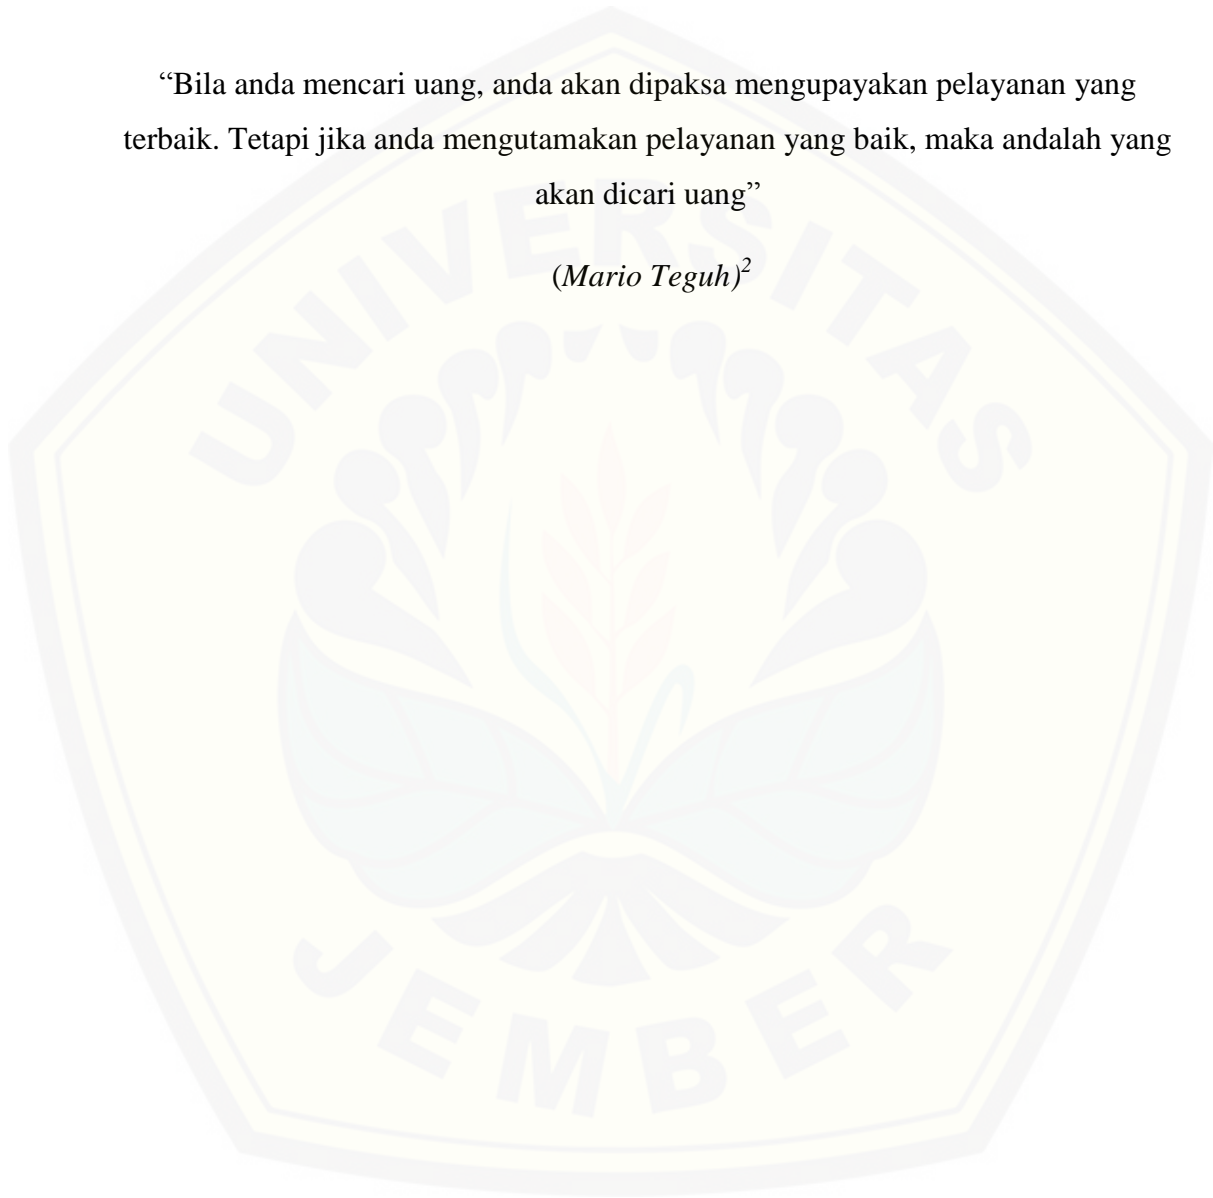 “Bila anda mencari uang, anda akan dipaksa mengupayakan pelayanan yang
terbaik. Tetapi jika anda mengutamakan pelayanan yang baik, maka andalah yang
akan dicari uang”
(Mario Teguh)²
UNIVERSITAS
JEMBER